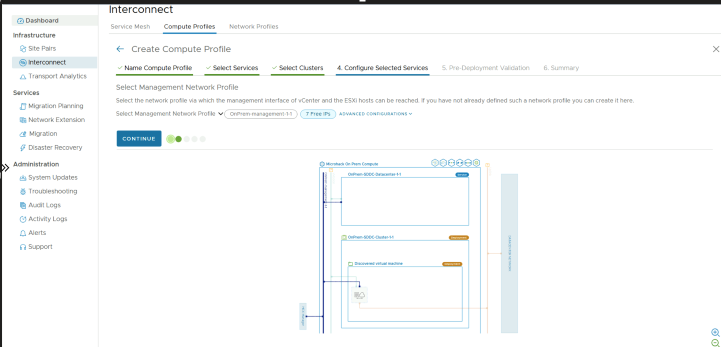 Interconnect
Dashboard
Infrastructure
Site Pairs
Interconnect
Transport Analytics
Services
Migration Planning
Network Extension
Migration
Disaster Recovery
Administration
System Updates
Troubleshooting
Audit Logs
Activity Logs
Alerts
Support
Service Mesh Compute Profiles Network Profiles
Create Compute Profile
Name Compute Profile Select Services Select Clusters 4. Configure Selected Services 5. Pre-Deployment Validation 6. Summary
Select Management Network Profile
Select the network profile via which the management interface of vCenter and the ESXi hosts can be reached. If you have not already defined such a network profile you can create it here.
Select Management Network Profile OnPrem-management-1-1 7 Free IPs ADVANCED CONFIGURATIONS
CONTINUE
Microhack On Prem Compute
OnPrem-SDDC-Datacenter-1-1
OnPrem-SDDC-Cluster-1-1
Discovered virtual machine